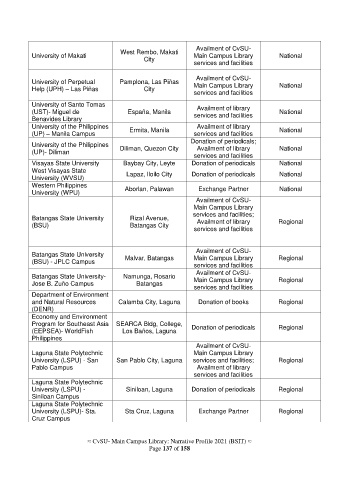 University of Makati
West Rembo, Makati
City
Availment of CvSU-
Main Campus Library
services and facilities
National
University of Perpetual
Help (UPH) – Las Piñas
Pamplona, Las Piñas
City
Availment of CvSU-
Main Campus Library
services and facilities
National
University of Santo Tomas
(UST)- Miguel de
Benavides Library
España, Manila
Availment of library
services and facilities
National
University of the Philippines
(UP) – Manila Campus
Ermita, Manila
Availment of library
services and facilities
National
University of the Philippines
(UP)- Diliman
Diliman, Quezon City
Donation of periodicals;
Availment of library
services and facilities
National
Visayas State University
Baybay City, Leyte
Donation of periodicals
National
West Visayas State
University (WVSU)
Lapaz, Iloilo City
Donation of periodicals
National
Western Philippines
University (WPU)
Aborlan, Palawan
Exchange Partner
National
Batangas State University
(BSU)
Rizal Avenue,
Batangas City
Availment of CvSU-
Main Campus Library
services and facilities;
Availment of library
services and facilities
Regional
Batangas State University
(BSU) - JPLC Campus
Malvar, Batangas
Availment of CvSU-
Main Campus Library
services and facilities
Regional
Batangas State University-
Jose B. Zuño Campus
Namunga, Rosario
Batangas
Availment of CvSU-
Main Campus Library
services and facilities
Regional
Department of Environment
and Natural Resources
(DENR)
Calamba City, Laguna
Donation of books
Regional
Economy and Environment
Program for Southeast Asia
(EEPSEA)- WorldFish
Philippines
SEARCA Bldg, College,
Los Baños, Laguna
Donation of periodicals
Regional
Laguna State Polytechnic
University (LSPU) - San
Pablo Campus
San Pablo City, Laguna
Availment of CvSU-
Main Campus Library
services and facilities;
Availment of library
services and facilities
Regional
Laguna State Polytechnic
University (LSPU) -
Siniloan Campus
Siniloan, Laguna
Donation of periodicals
Regional
Laguna State Polytechnic
University (LSPU)- Sta.
Cruz Campus
Sta Cruz, Laguna
Exchange Partner
Regional
≈ CvSU- Main Campus Library: Narrative Profile 2021 (BSIT) ≈
Page 137 of 158